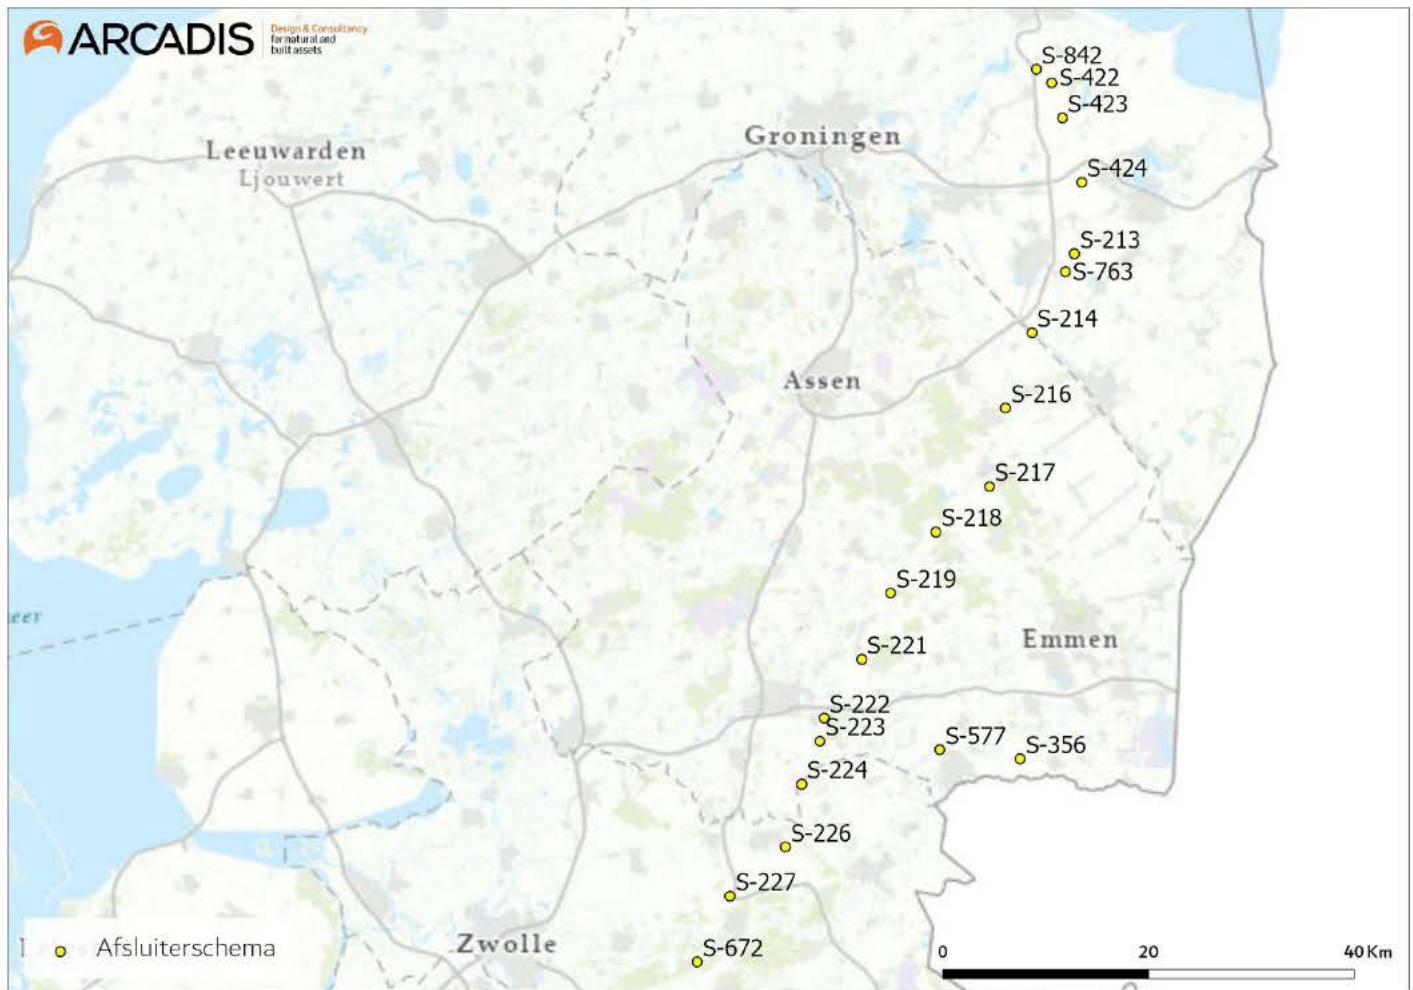 ARCADIS
Design & Consultancy
for natural and
built assets
S-842
S-422
S-423
Groningen
Leeuwarden
Ljouwert
S-424
S-213
S-763
S-214
Assen
S-216
S-217
S-218
S-219
eer
Emmen
S-221
S-222
S-223
S-577
S-356
S-224
S-226
S-227
Zwolle
S-672
Afsluiterschema
0 20 40 Km